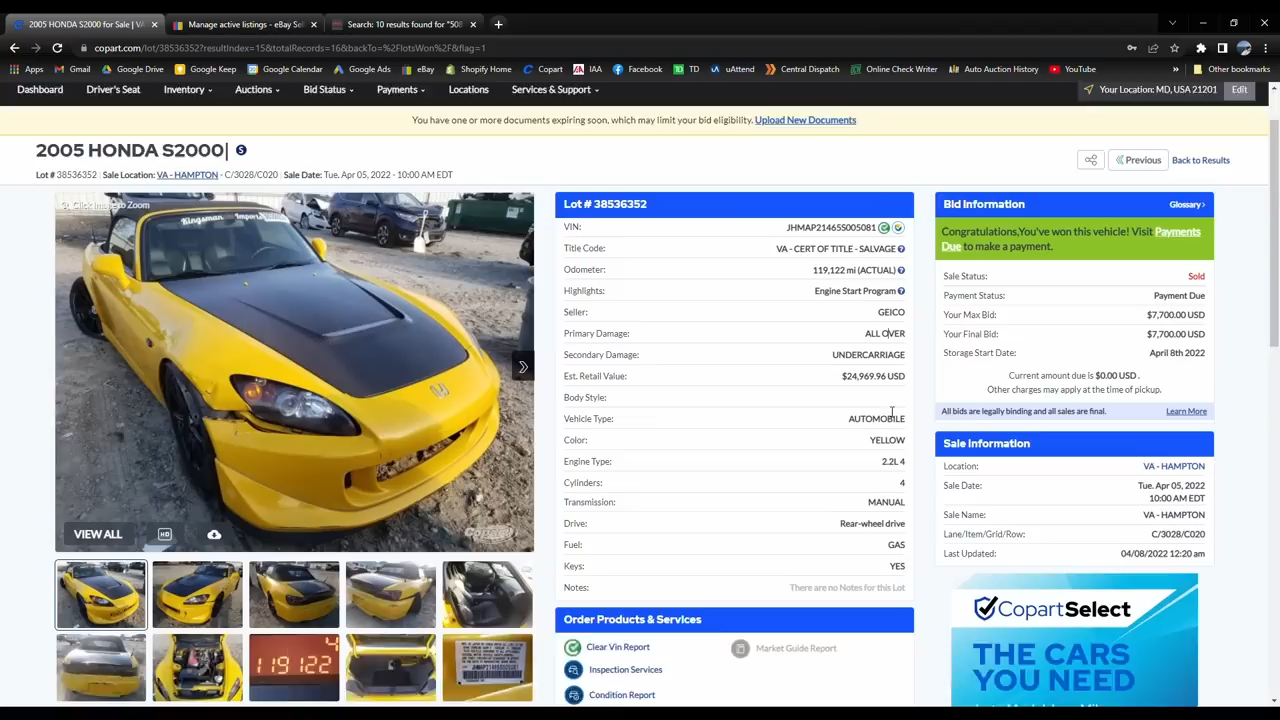 2005 HONDA S2000 for Sale | VA
Manage active listings - eBay Sel
Search: 10 results found for "508
copart.com/lot/38536352?resultIndex=15&totalRecords=16&backTo=%2FlotsWon%2F&flag=1
Apps
Gmail
Google Drive
Google Keep
Google Calendar
Google Ads
eBay
Shopify Home
Copart
IAA
Facebook
TD
uAttend
Central Dispatch
Online Check Writer
Auto Auction History
YouTube
Other bookmarks
Dashboard
Driver's Seat
Inventory
Auctions
Bid Status
Payments
Locations
Services & Support
Your Location: MD, USA 21201
Edit
You have one or more documents expiring soon, which may limit your bid eligibility. Upload New Documents
2005 HONDA S2000
Lot # 38536352 | Sale Location: VA - HAMPTON - C/3028/C020 | Sale Date: Tue. Apr 05, 2022 - 10:00 AM EDT
Previous
Back to Results
Click Image to Zoom
Kingsman Imports
VIEW ALL
HD
Copart
119122
4
Lot # 38536352
VIN: JHMAP21465S005081
Title Code: VA - CERT OF TITLE - SALVAGE
Odometer: 119,122 mi (ACTUAL)
Highlights: Engine Start Program
Seller: GEICO
Primary Damage: ALL OVER
Secondary Damage: UNDERCARRIAGE
Est. Retail Value: $24,969.96 USD
Body Style:
Vehicle Type: AUTOMOBILE
Color: YELLOW
Engine Type: 2.2L 4
Cylinders: 4
Transmission: MANUAL
Drive: Rear-wheel drive
Fuel: GAS
Keys: YES
Notes: There are no Notes for this Lot
Order Products & Services
Clear Vin Report
Market Guide Report
Inspection Services
Condition Report
Bid Information
Glossary
Congratulations,You've won this vehicle! Visit Payments
Due to make a payment.
Sale Status: Sold
Payment Status: Payment Due
Your Max Bid: $7,700.00 USD
Your Final Bid: $7,700.00 USD
Storage Start Date: April 8th 2022
Current amount due is $0.00 USD .
Other charges may apply at the time of pickup.
All bids are legally binding and all sales are final.
Learn More
Sale Information
Location: VA - HAMPTON
Sale Date: Tue. Apr 05, 2022
10:00 AM EDT
Sale Name: VA - HAMPTON
Lane/Item/Grid/Row: C/3028/C020
Last Updated: 04/08/2022 12:20 am
CopartSelect
THE CARS
YOU NEED